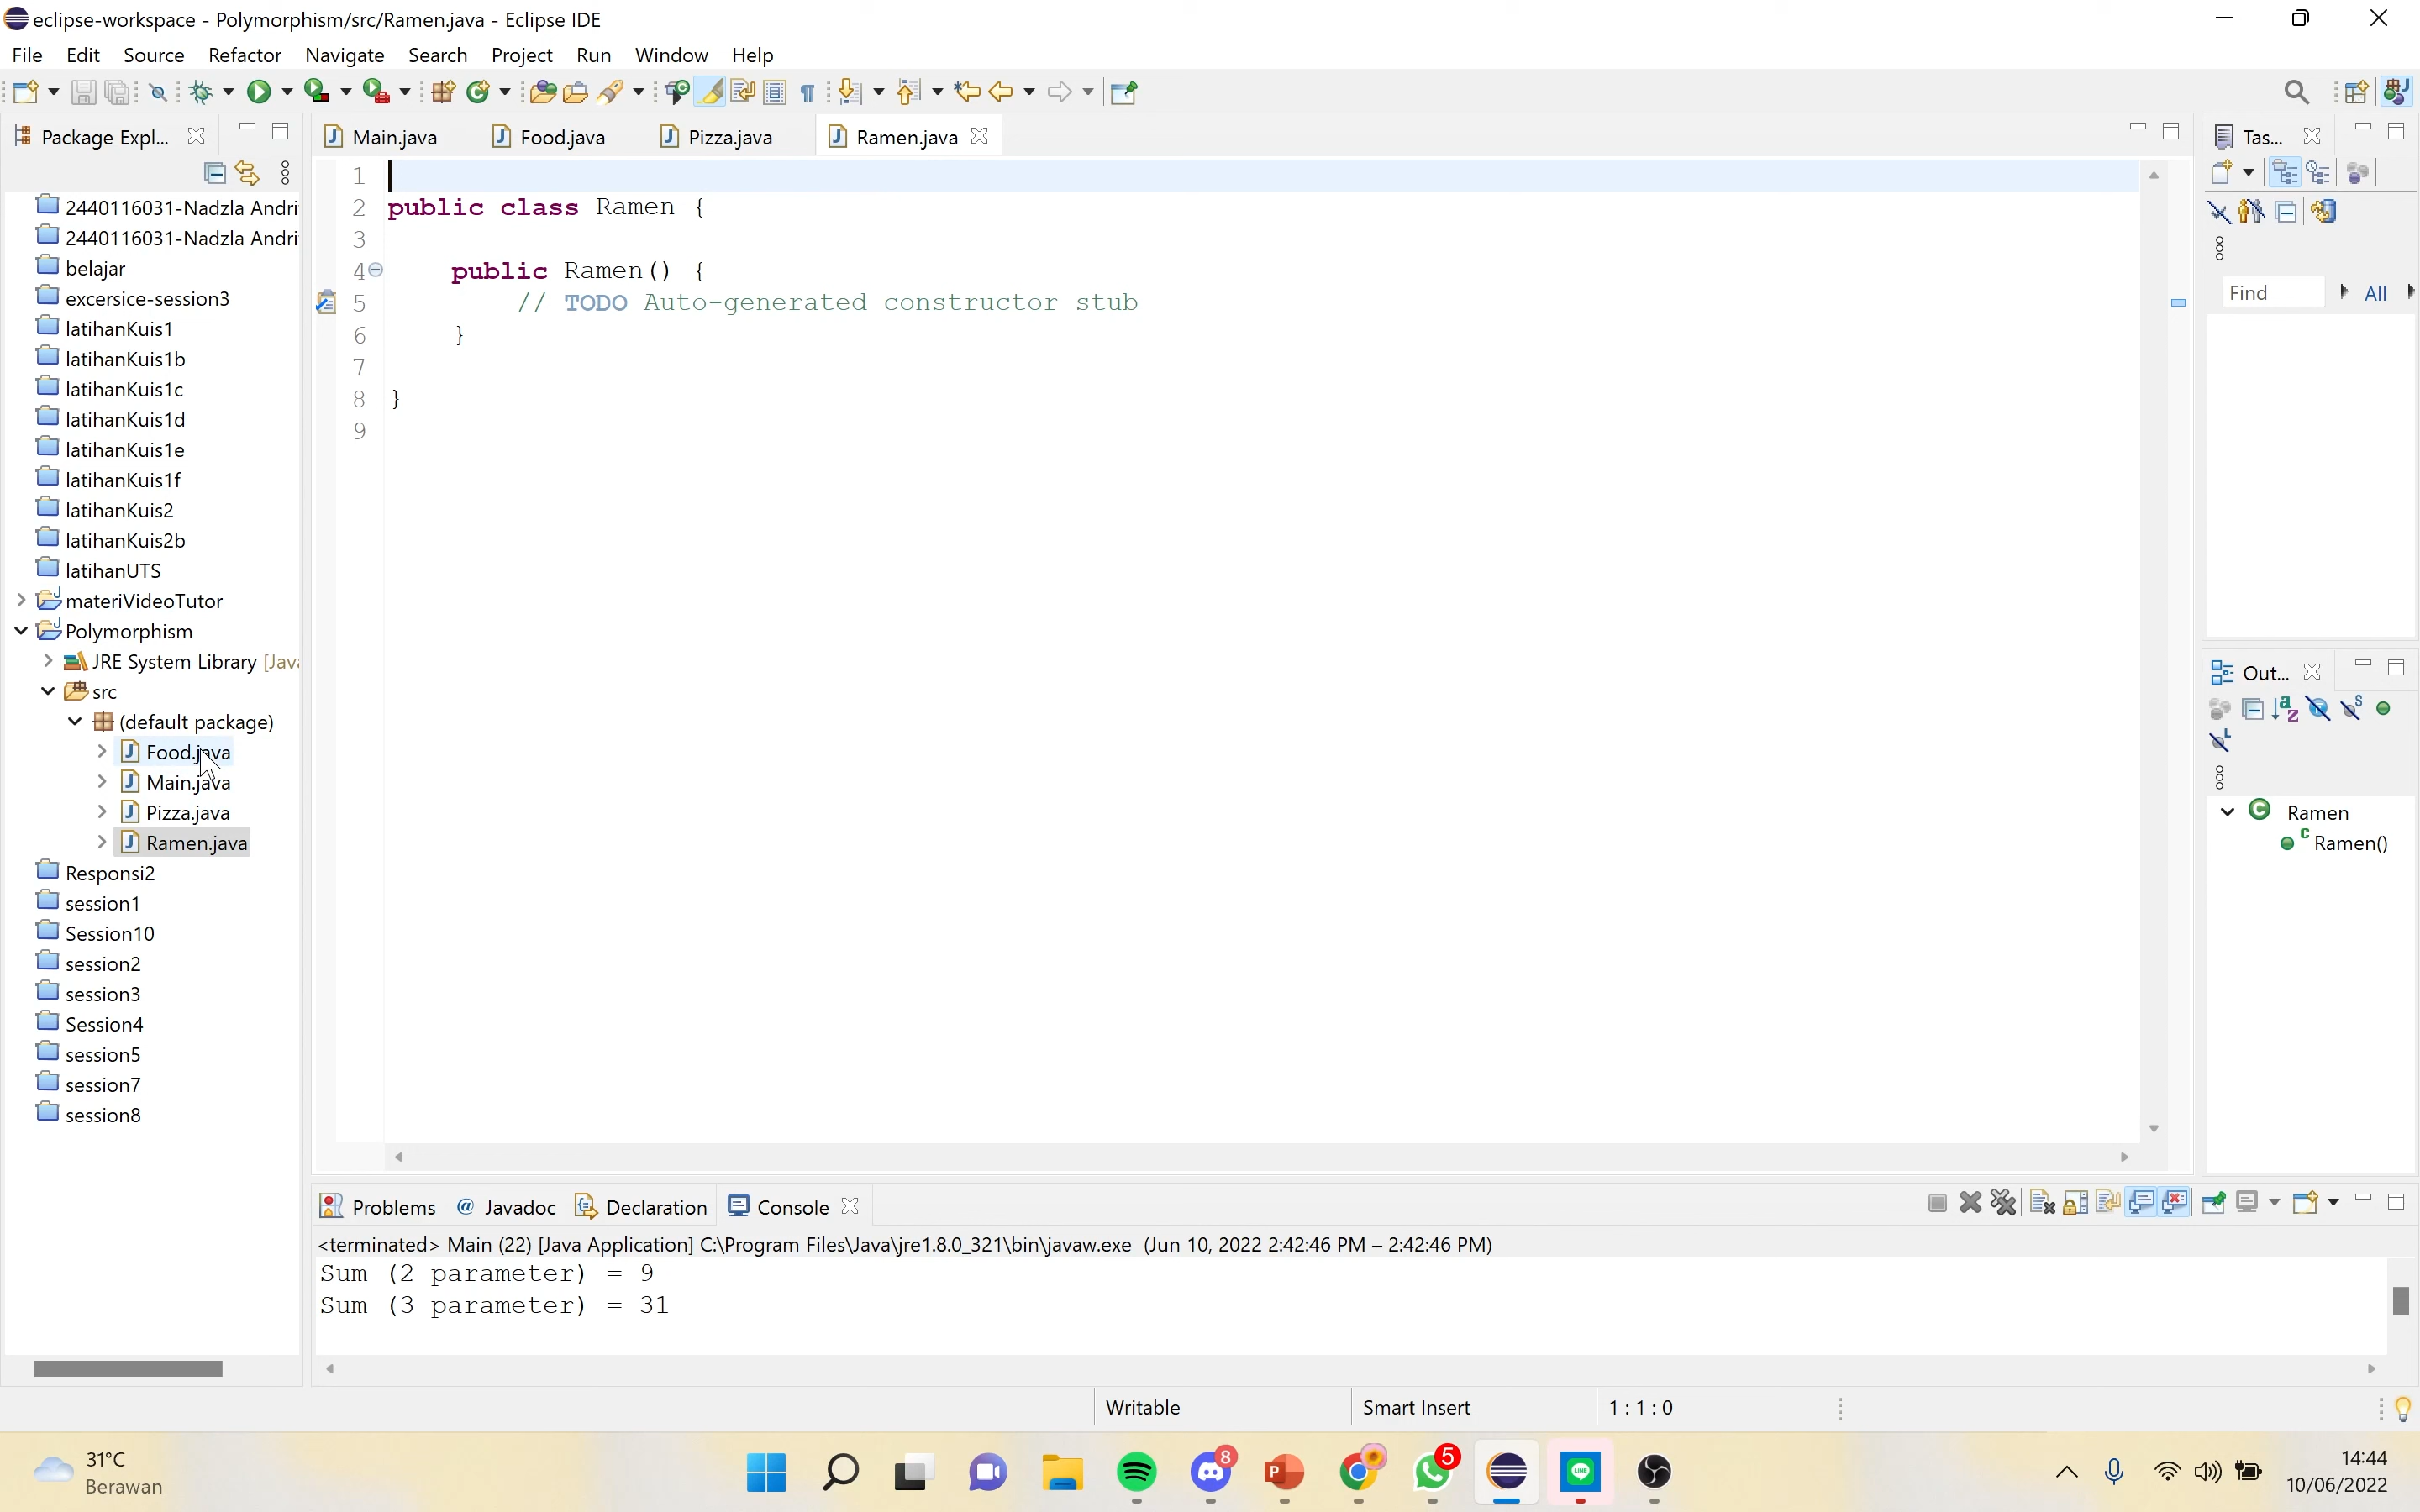 eclipse-workspace - Polymorphism/src/Ramen.java - Eclipse IDE
File Edit Source Refactor Navigate Search Project Run Window Help
Package Expl...
Main.java Food.java Pizza.java Ramen.java
Tas...
2440116031-Nadzla Andri
2440116031-Nadzla Andri
belajar
excersice-session3
latihanKuis1
latihanKuis1b
latihanKuis1c
latihanKuis1d
latihanKuis1e
latihanKuis1f
latihanKuis2
latihanKuis2b
latihanUTS
materiVideoTutor
Polymorphism
JRE System Library [Java
src
(default package)
Food.java
Main.java
Pizza.java
Ramen.java
Responsi2
session1
Session10
session2
session3
Session4
session5
session7
session8
1
2 public class Ramen {
3
4 public Ramen() {
5 // TODO Auto-generated constructor stub
6 }
7
8 }
9
Find All
Out...
Ramen
Ramen()
Problems @ Javadoc Declaration Console
<terminated> Main (22) [Java Application] C:\Program Files\Java\jre1.8.0_321\bin\javaw.exe (Jun 10, 2022 2:42:46 PM – 2:42:46 PM)
Sum (2 parameter) = 9
Sum (3 parameter) = 31
Writable Smart Insert 1 : 1 : 0
31°C
Berawan
8
5
14:44
10/06/2022